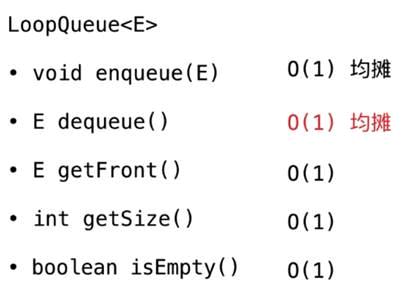 LoopQueue<E>
• void enqueue(E) O(1) 均摊
• E dequeue() O(1) 均摊
• E getFront() O(1)
• int getSize() O(1)
• boolean isEmpty() O(1)